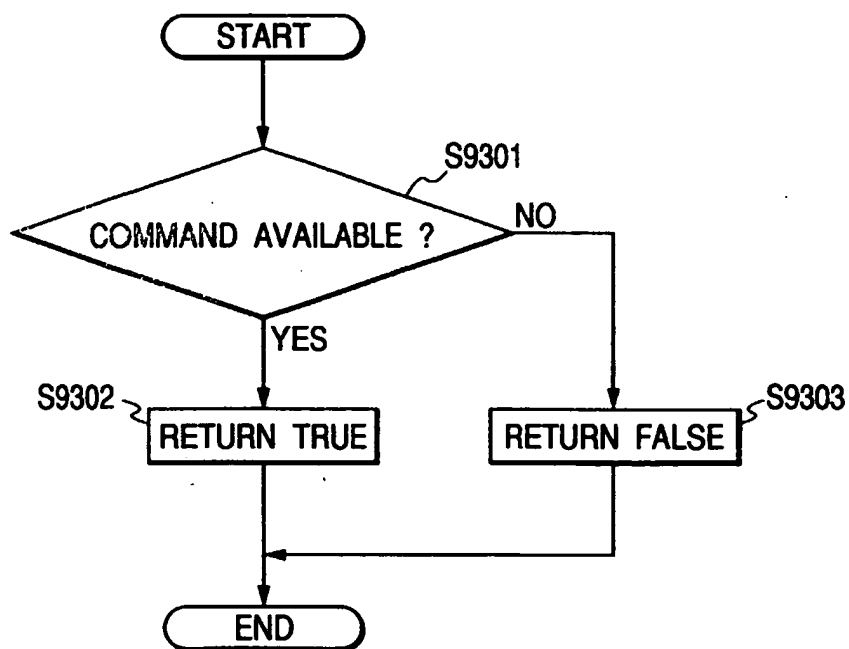 START
S9301
COMMAND AVAILABLE ?
NO
YES
S9302
RETURN TRUE
S9303
RETURN FALSE
END